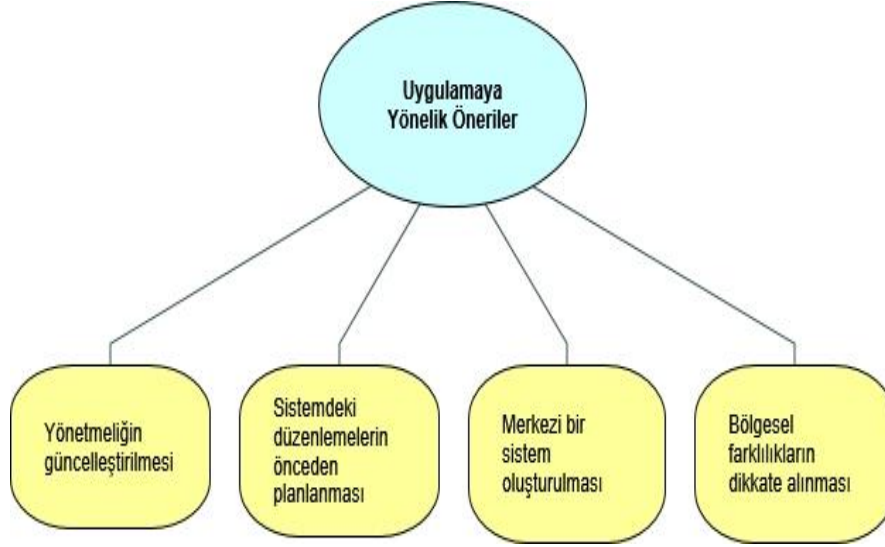 Uygulamaya
Yönelik Öneriler
Yönetmeliğin
güncelleştirilmesi
Sistemdeki
düzenlemelerin
önceden
planlanması
Merkezi bir
sistem
oluşturulması
Bölgesel
farklılıkların
dikkate alınması